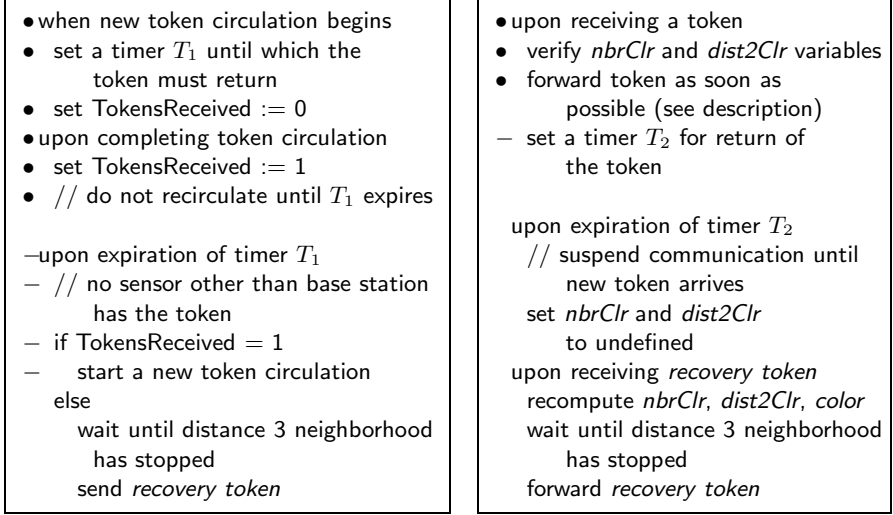 • when new token circulation begins
• set a timer T₁ until which the
token must return
• set TokensReceived := 0
• upon completing token circulation
• set TokensReceived := 1
• // do not recirculate until T₁ expires
−upon expiration of timer T₁
− // no sensor other than base station
has the token
− if TokensReceived = 1
− start a new token circulation
else
wait until distance 3 neighborhood
has stopped
send recovery token
• upon receiving a token
• verify nbrClr and dist2Clr variables
• forward token as soon as
possible (see description)
− set a timer T₂ for return of
the token
upon expiration of timer T₂
// suspend communication until
new token arrives
set nbrClr and dist2Clr
to undefined
upon receiving recovery token
recompute nbrClr, dist2Clr, color
wait until distance 3 neighborhood
has stopped
forward recovery token